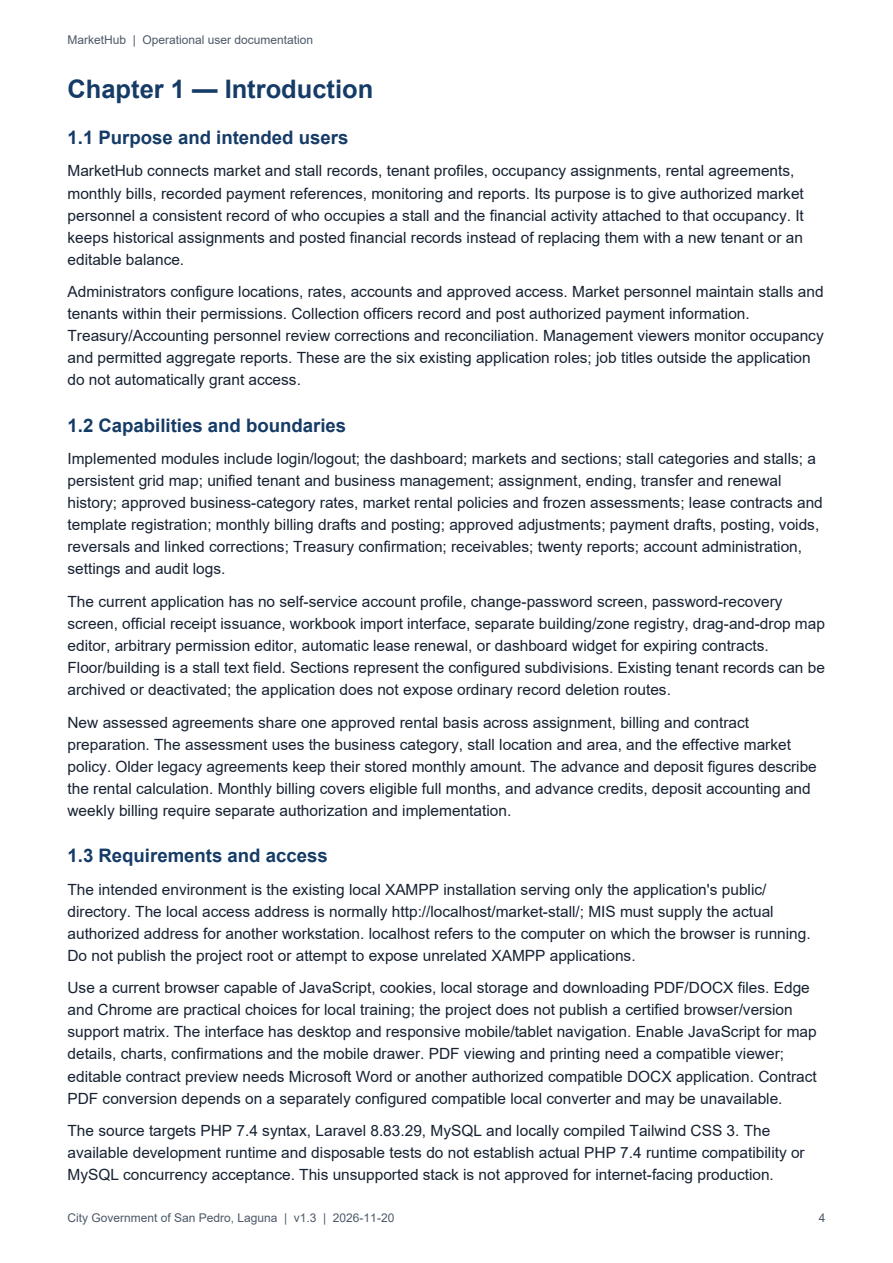 MarketHub | Operational user documentation
Chapter 1 — Introduction
1.1 Purpose and intended users
MarketHub connects market and stall records, tenant profiles, occupancy assignments, rental agreements,
monthly bills, recorded payment references, monitoring and reports. Its purpose is to give authorized market
personnel a consistent record of who occupies a stall and the financial activity attached to that occupancy. It
keeps historical assignments and posted financial records instead of replacing them with a new tenant or an
editable balance.
Administrators configure locations, rates, accounts and approved access. Market personnel maintain stalls and
tenants within their permissions. Collection officers record and post authorized payment information.
Treasury/Accounting personnel review corrections and reconciliation. Management viewers monitor occupancy
and permitted aggregate reports. These are the six existing application roles; job titles outside the application
do not automatically grant access.
1.2 Capabilities and boundaries
Implemented modules include login/logout; the dashboard; markets and sections; stall categories and stalls; a
persistent grid map; unified tenant and business management; assignment, ending, transfer and renewal
history; approved business-category rates, market rental policies and frozen assessments; lease contracts and
template registration; monthly billing drafts and posting; approved adjustments; payment drafts, posting, voids,
reversals and linked corrections; Treasury confirmation; receivables; twenty reports; account administration,
settings and audit logs.
The current application has no self-service account profile, change-password screen, password-recovery
screen, official receipt issuance, workbook import interface, separate building/zone registry, drag-and-drop map
editor, arbitrary permission editor, automatic lease renewal, or dashboard widget for expiring contracts.
Floor/building is a stall text field. Sections represent the configured subdivisions. Existing tenant records can be
archived or deactivated; the application does not expose ordinary record deletion routes.
New assessed agreements share one approved rental basis across assignment, billing and contract
preparation. The assessment uses the business category, stall location and area, and the effective market
policy. Older legacy agreements keep their stored monthly amount. The advance and deposit figures describe
the rental calculation. Monthly billing covers eligible full months, and advance credits, deposit accounting and
weekly billing require separate authorization and implementation.
1.3 Requirements and access
The intended environment is the existing local XAMPP installation serving only the application's public/
directory. The local access address is normally http://localhost/market-stall/; MIS must supply the actual
authorized address for another workstation. localhost refers to the computer on which the browser is running.
Do not publish the project root or attempt to expose unrelated XAMPP applications.
Use a current browser capable of JavaScript, cookies, local storage and downloading PDF/DOCX files. Edge
and Chrome are practical choices for local training; the project does not publish a certified browser/version
support matrix. The interface has desktop and responsive mobile/tablet navigation. Enable JavaScript for map
details, charts, confirmations and the mobile drawer. PDF viewing and printing need a compatible viewer;
editable contract preview needs Microsoft Word or another authorized compatible DOCX application. Contract
PDF conversion depends on a separately configured compatible local converter and may be unavailable.
The source targets PHP 7.4 syntax, Laravel 8.83.29, MySQL and locally compiled Tailwind CSS 3. The
available development runtime and disposable tests do not establish actual PHP 7.4 runtime compatibility or
MySQL concurrency acceptance. This unsupported stack is not approved for internet-facing production.
City Government of San Pedro, Laguna | v1.3 | 2026-11-20
4